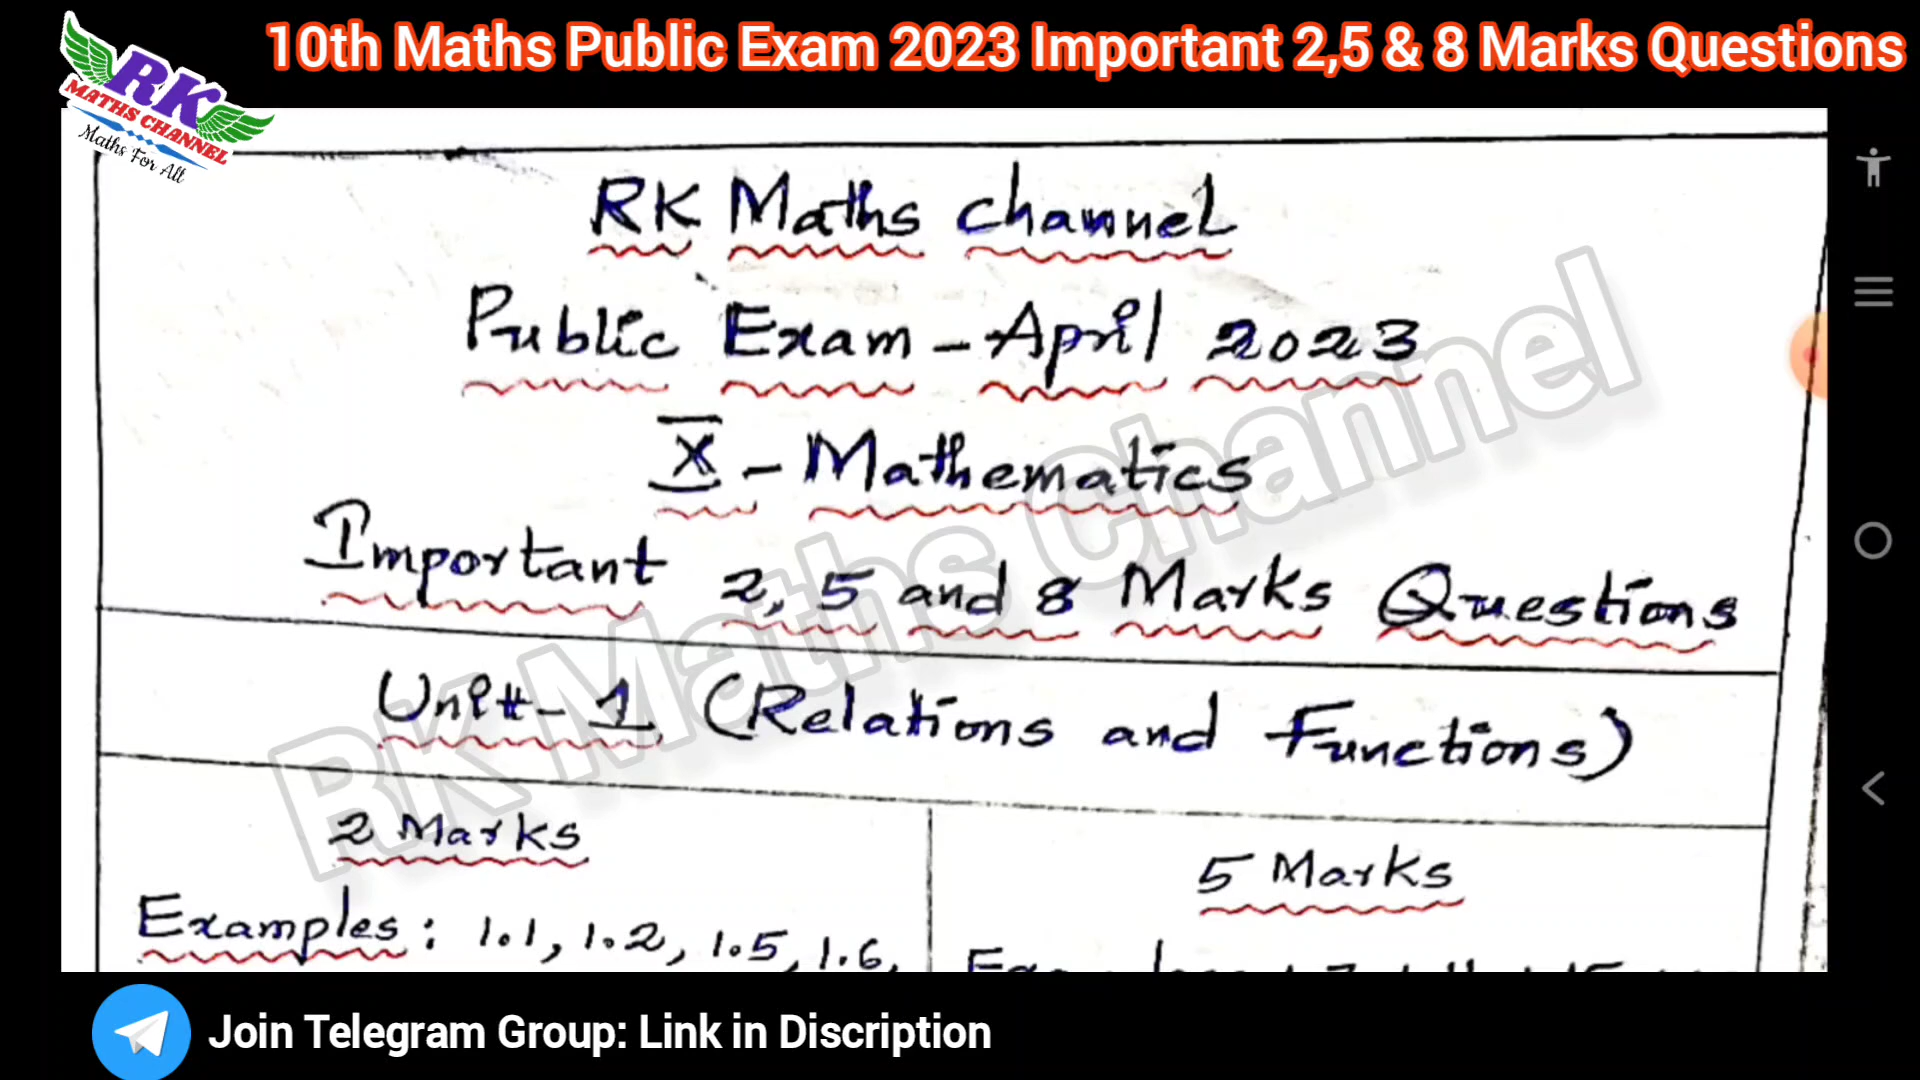 10th Maths Public Exam 2023 Important 2,5 & 8 Marks Questions
RK
MATHS CHANNEL
Maths For All
RK Maths Channel
Public Exam - April 2023
X - Mathematics
Important 2, 5 and 8 Marks Questions
Unit - 1 (Relations and Functions)
2 Marks
5 Marks
Examples: 1.1, 1.2, 1.5, 1.6,
RK Maths Channel
Join Telegram Group: Link in Discription